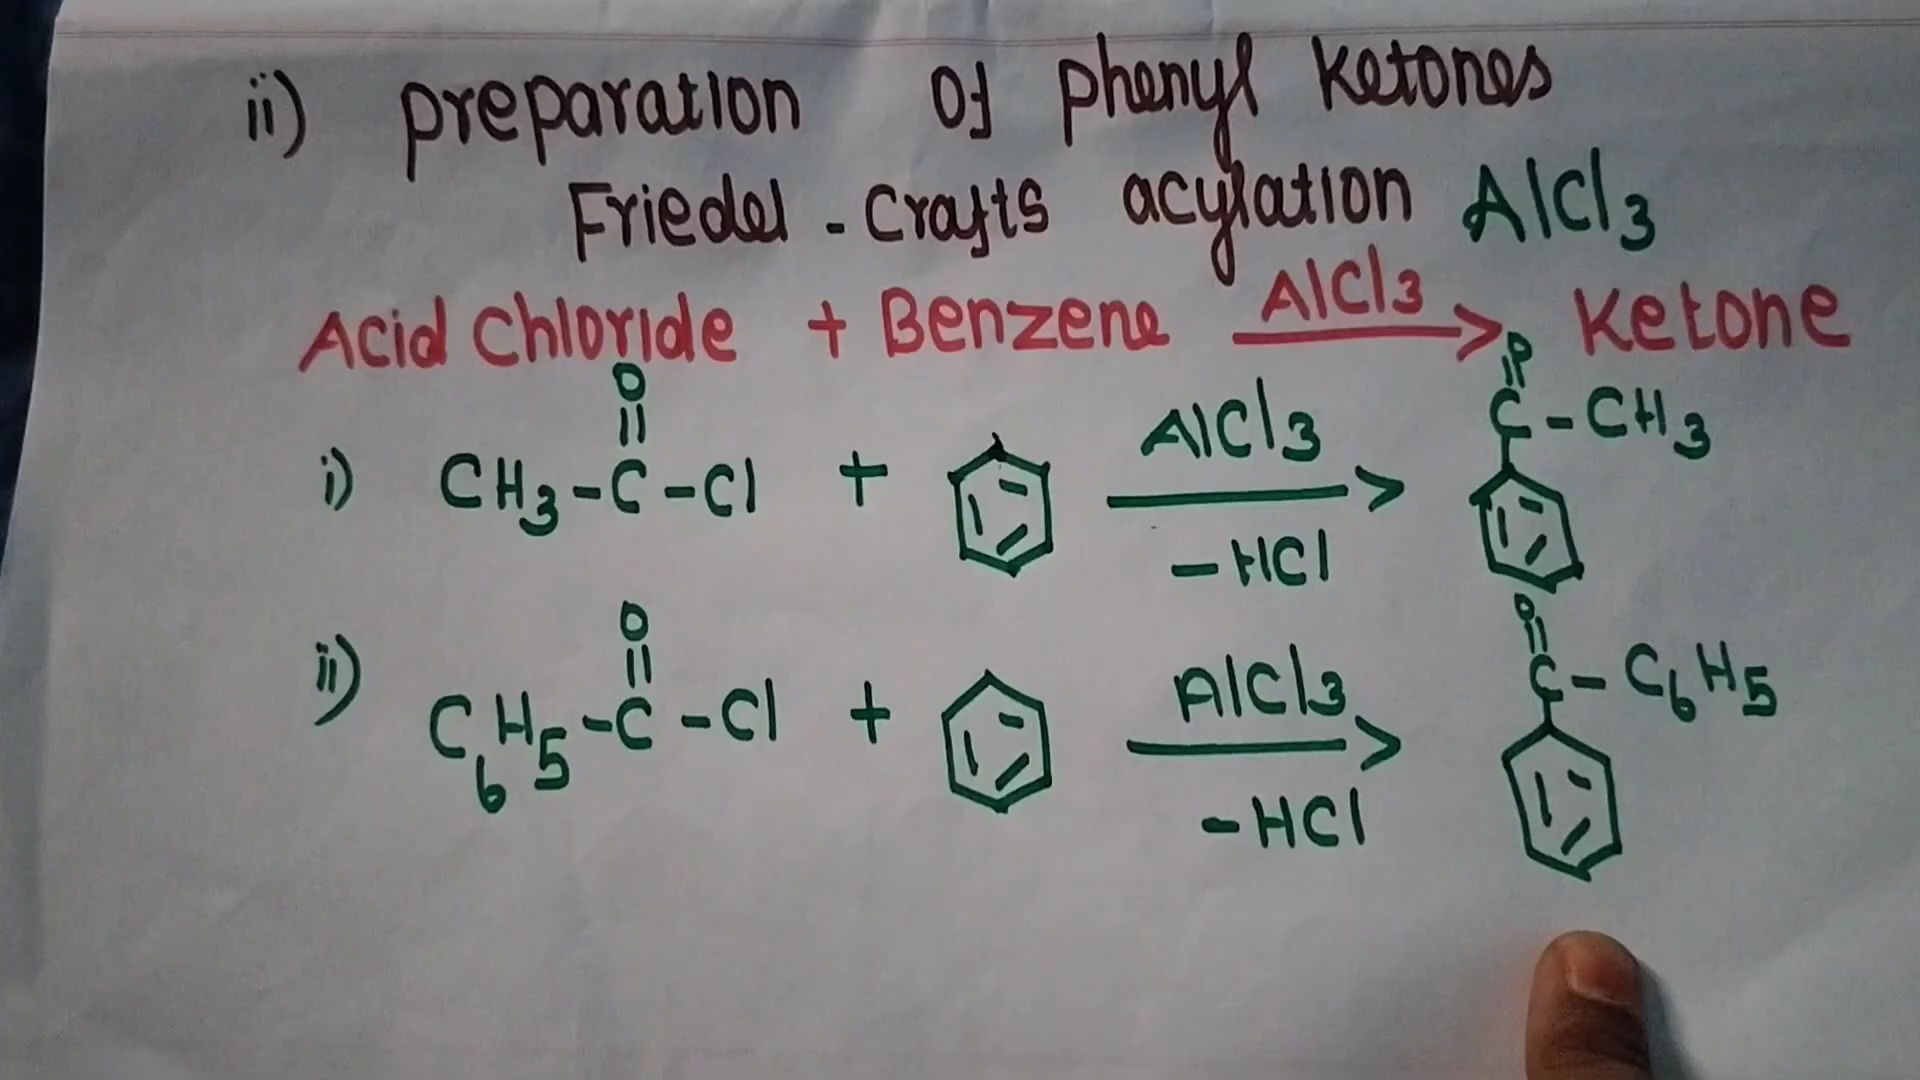 ii) preparation of phenyl Ketones
Friedel - Crafts acylation AlCl3
Acid Chloride + Benzene AlCl3 → Ketone
O
||
i) CH3-C-Cl + AlCl3 → -HCl O || C-CH3
O
||
ii) C6H5-C-Cl + AlCl3 → -HCl O || C-C6H5